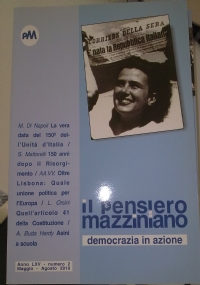 AM
CORRIERE DELLA SERA
È nata la Repubblica Italiana
M. Di Napoli La vera
data del 150° del-
l'Unità d'Italia / S.
Mattarelli 150 anni
dopo il Risorgi-
mento / AA.VV. Oltre
Lisbona: Quale
unione politica per
l'Europa / L. Orsini
Quell'articolo 41
della Costituzione /
A. Buda Hardy Asini
a scuola
il pensiero
mazziniano
democrazia in azione
Anno LXV - numero 2
Maggio - Agosto 2010